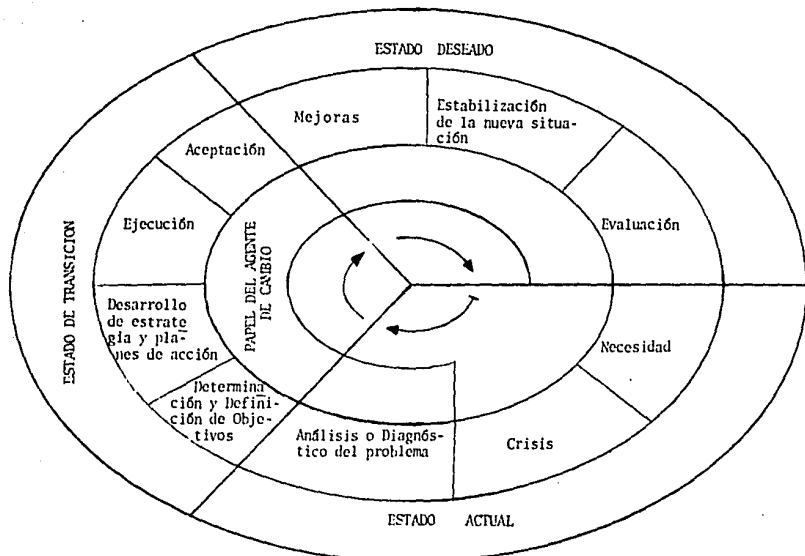 ESTADO DESEADO
Mejoras
Estabilización
de la nueva situa-
ción
Aceptación
Ejecución
Evaluación
ESTADO DE TRANSICION
PAPEL DEL AGENTE
DE CAMBIO
Desarrollo
de estrate
gia y pla-
nes de acción
Necesidad
Determina
ción y Defini-
ción de Obje-
tivos
Análisis o Diagnós-
tico del problema
Crisis
ESTADO ACTUAL